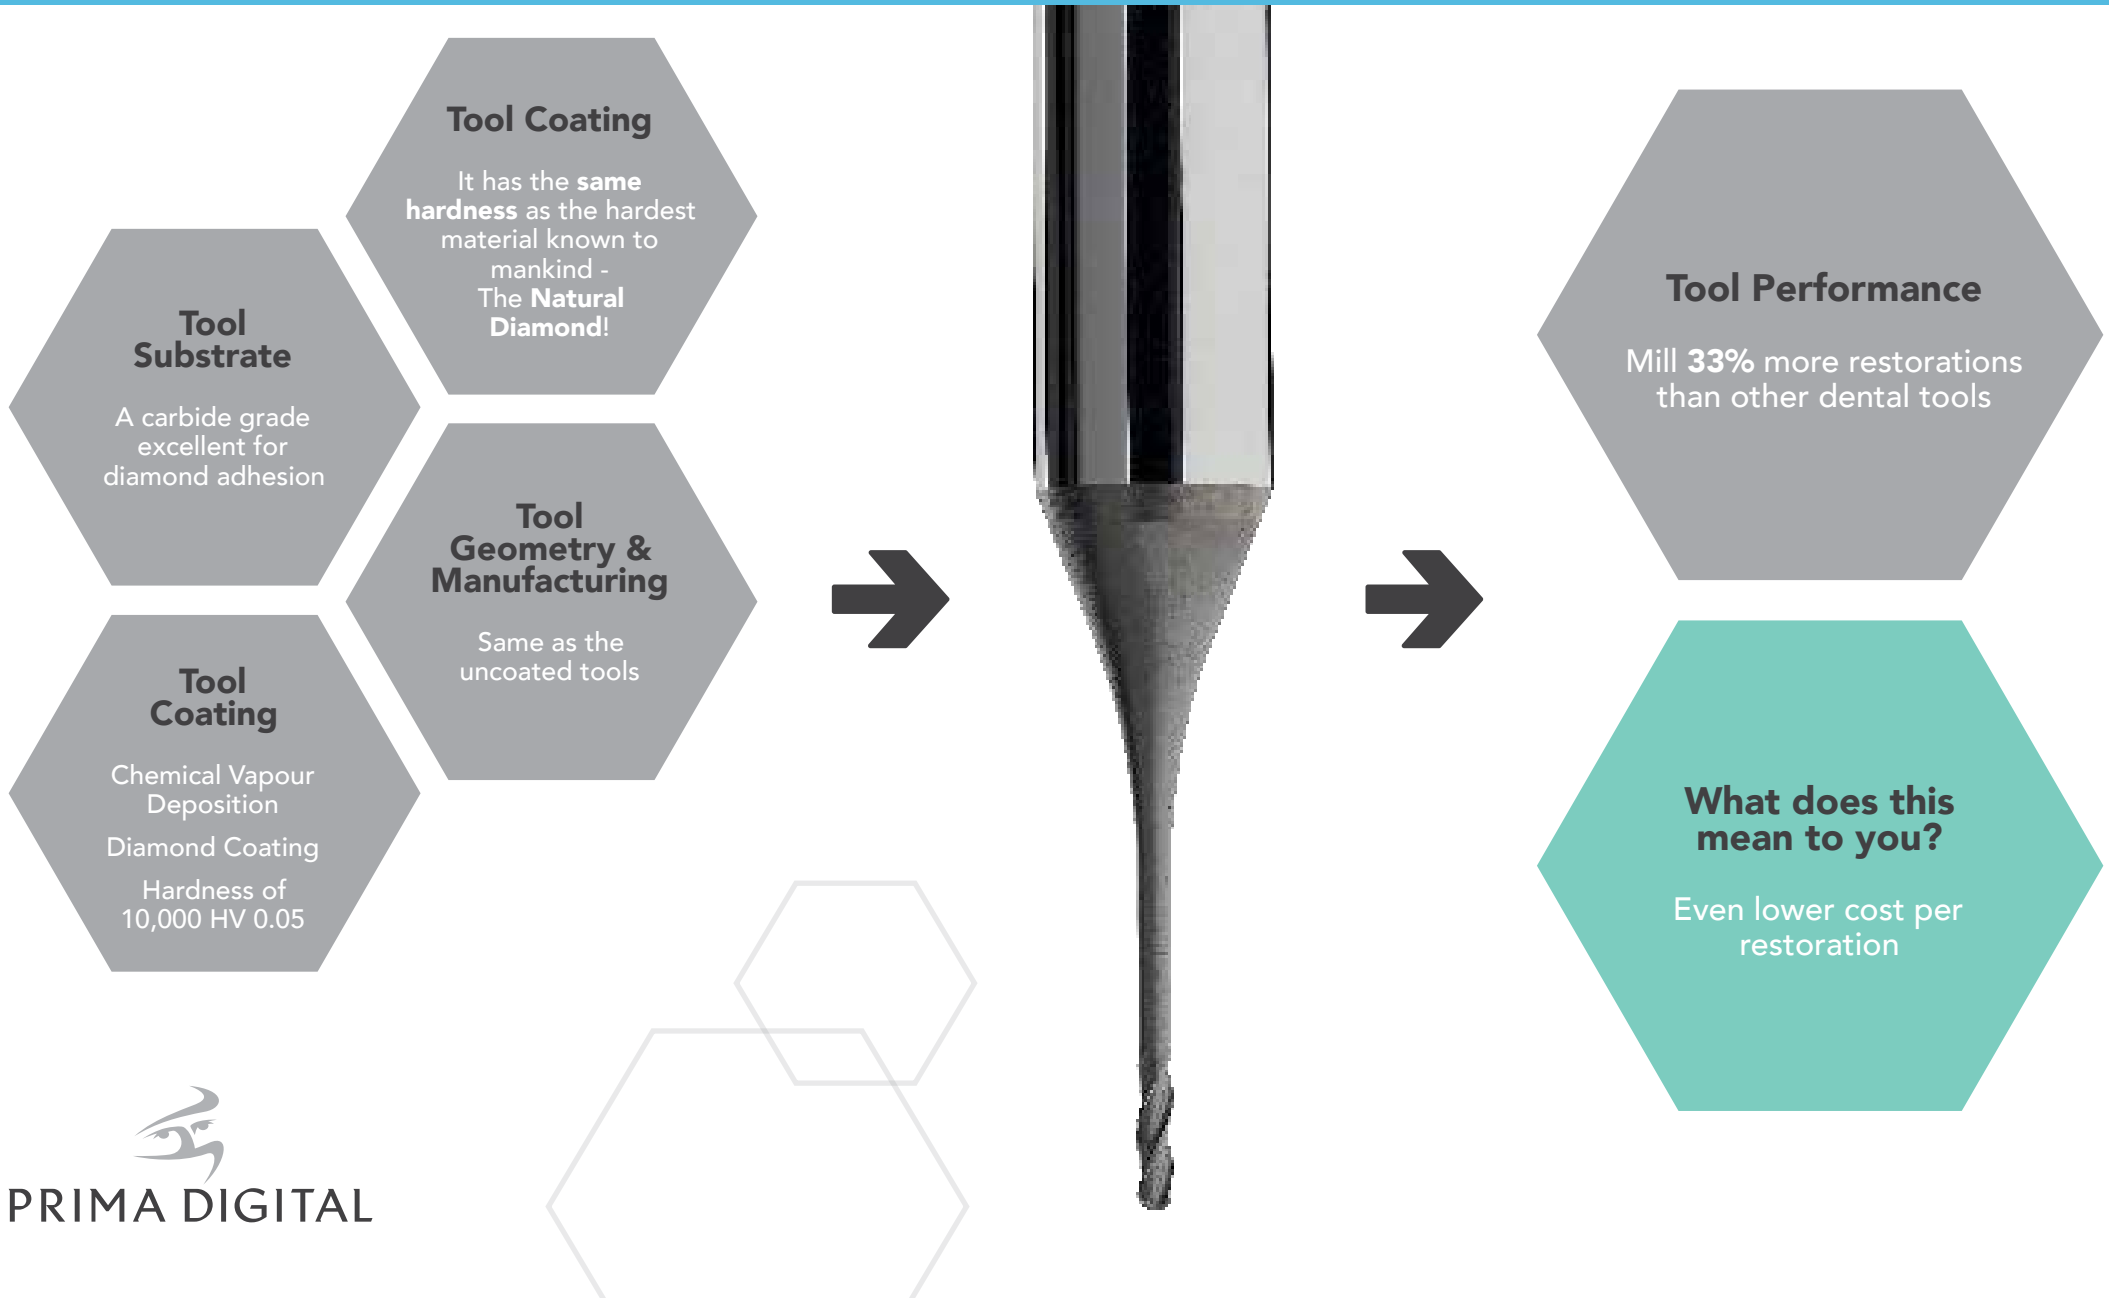 Tool Coating
It has the same
hardness as the hardest
material known to
mankind -
The Natural
Diamond!
Tool
Substrate
A carbide grade
excellent for
diamond adhesion
Tool
Geometry &
Manufacturing
Same as the
uncoated tools
Tool
Coating
Chemical Vapour
Deposition
Diamond Coating
Hardness of
10,000 HV 0.05
Tool Performance
Mill 33% more restorations
than other dental tools
What does this
mean to you?
Even lower cost per
restoration
PRIMA DIGITAL